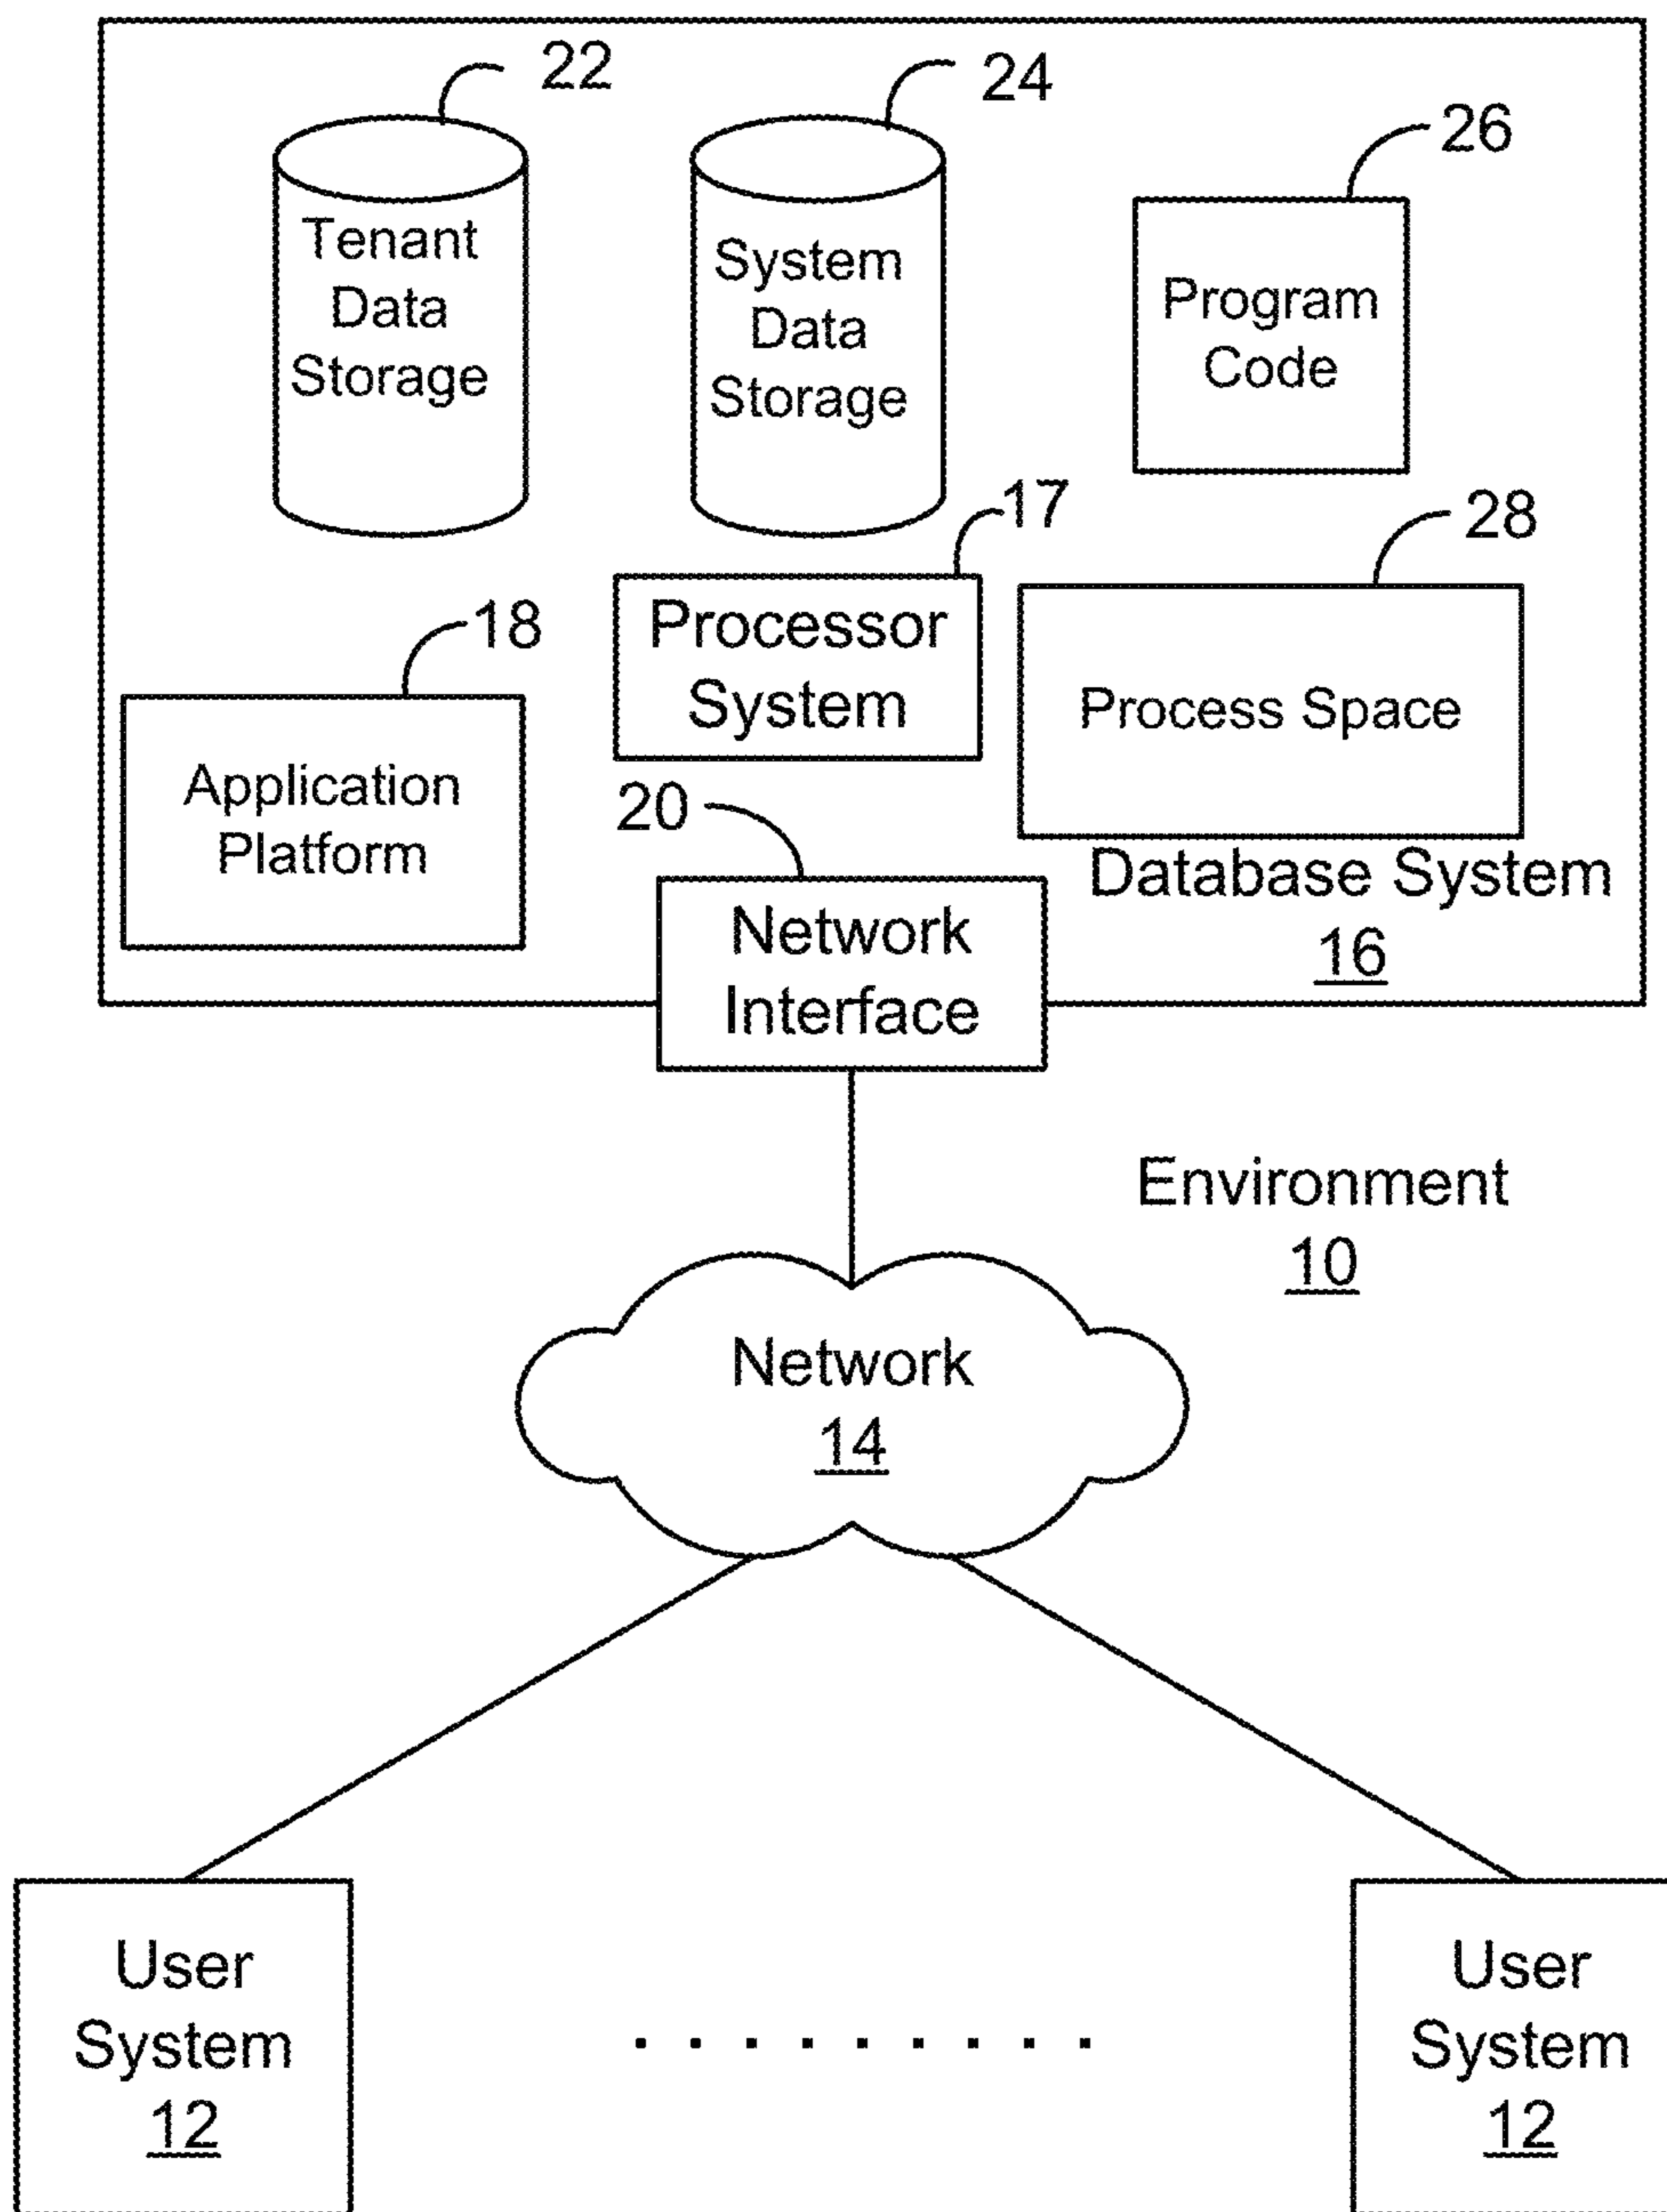 22
24
26
Tenant
Data
Storage
System
Data
Storage
Program
Code
17
28
18
Processor
System
Process Space
Application
Platform
20
Database System
16
Network
Interface
Environment
10
Network
14
User
System
12
User
System
12